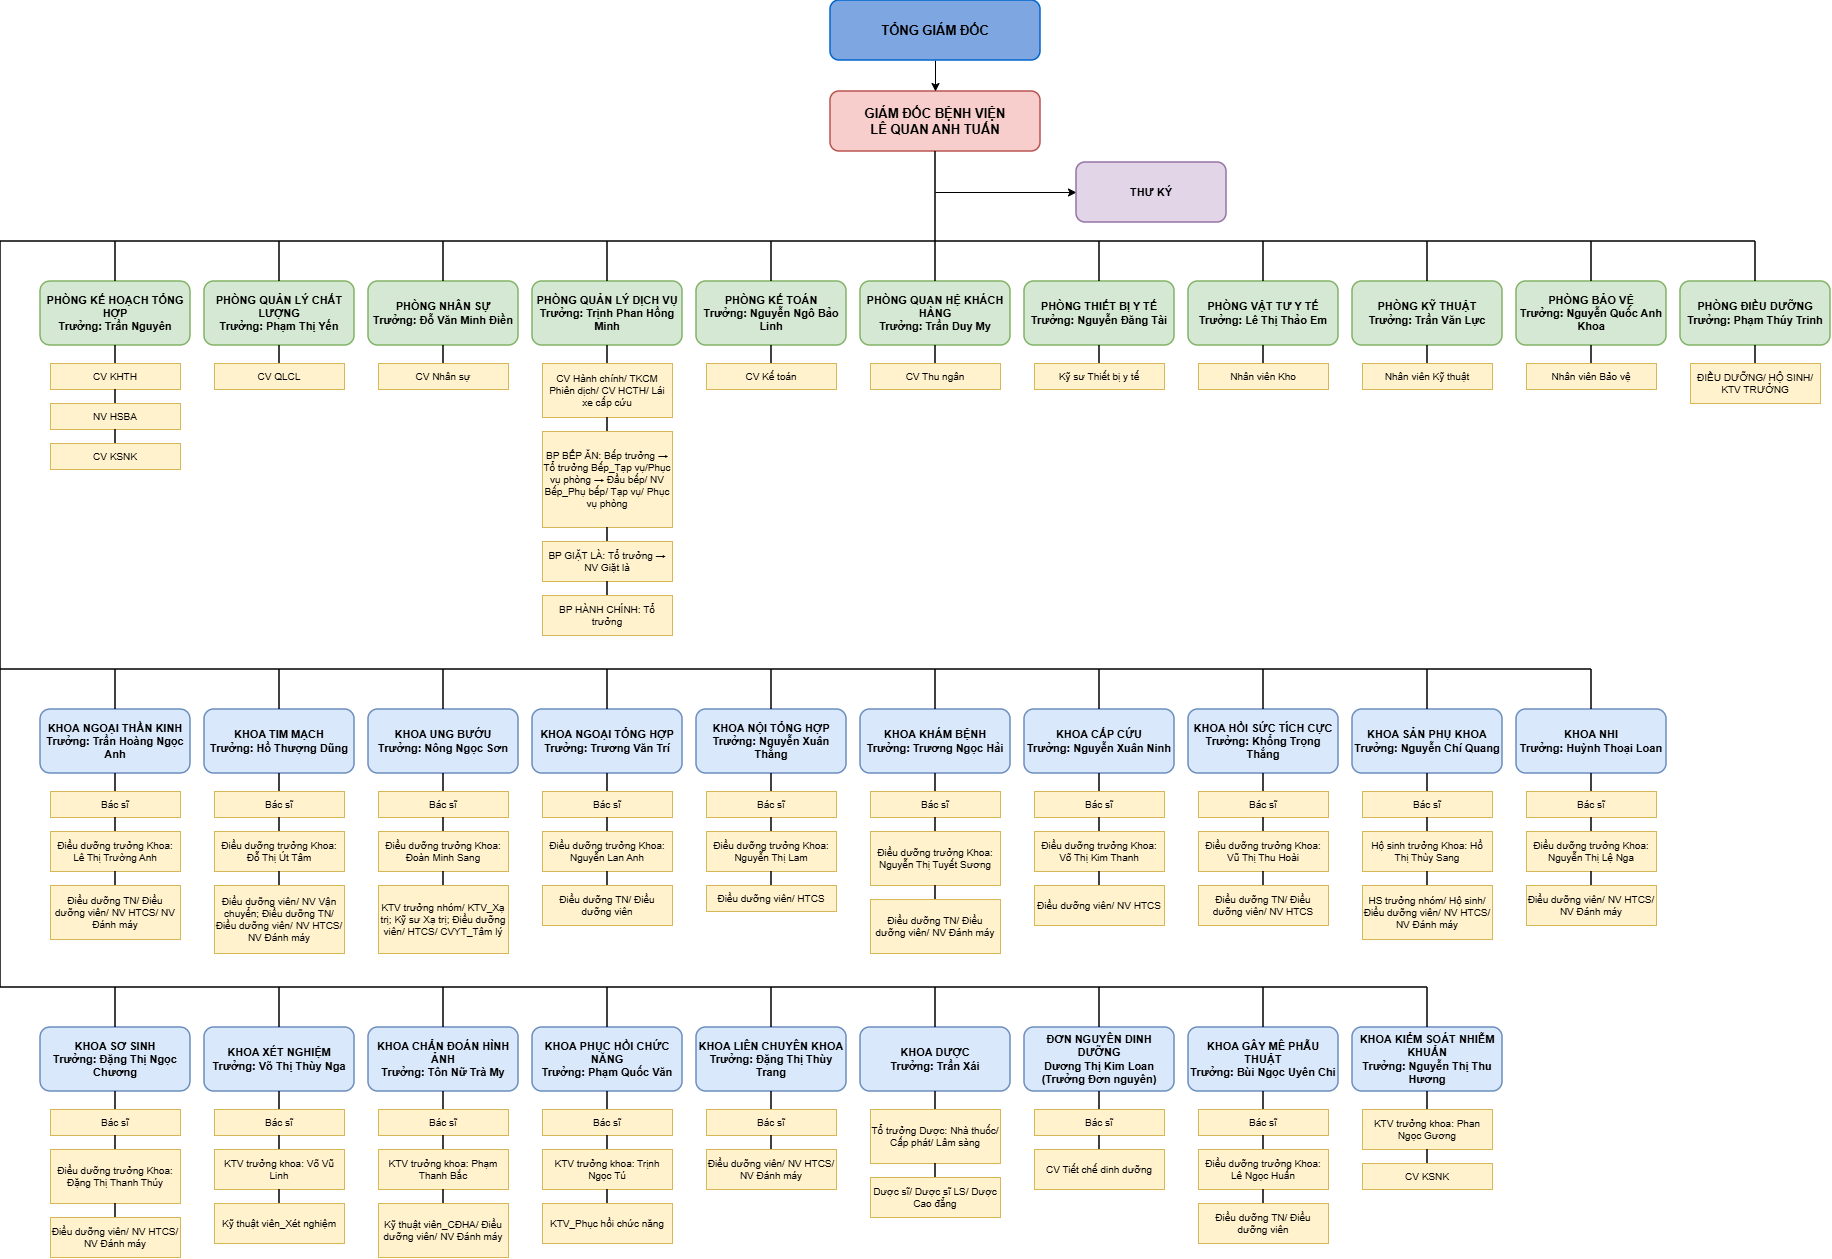 TỔNG GIÁM ĐỐC
GIÁM ĐỐC BỆNH VIỆN
LÊ QUAN ANH TUẤN
THƯ KÝ
PHÒNG KẾ HOẠCH TỔNG
HỢP
Trưởng: Trần Nguyên
PHÒNG QUẢN LÝ CHẤT
LƯỢNG
Trưởng: Phạm Thị Yến
PHÒNG NHÂN SỰ
Trưởng: Đỗ Văn Minh Điền
PHÒNG QUẢN LÝ DỊCH VỤ
Trưởng: Trịnh Phan Hồng
Minh
PHÒNG KẾ TOÁN
Trưởng: Nguyễn Ngô Bảo
Linh
PHÒNG QUAN HỆ KHÁCH
HÀNG
Trưởng: Trần Duy My
PHÒNG THIẾT BỊ Y TẾ
Trưởng: Nguyễn Đăng Tài
PHÒNG VẬT TƯ Y TẾ
Trưởng: Lê Thị Thảo Em
PHÒNG KỸ THUẬT
Trưởng: Trần Văn Lực
PHÒNG BẢO VỆ
Trưởng: Nguyễn Quốc Anh
Khoa
PHÒNG ĐIỀU DƯỠNG
Trưởng: Phạm Thúy Trinh
CV KHTH
NV HSBA
CV KSNK
CV QLCL
CV Nhân sự
CV Hành chính/ TKCM
Phiên dịch/ CV HCTH/ Lái
xe cấp cứu
BP BẾP ĂN: Bếp trưởng →
Tổ trưởng Bếp_Tạp vụ/Phục
vụ phòng → Đầu bếp/ NV
Bếp_Phụ bếp/ Tạp vụ/ Phục
vụ phòng
BP GIẶT LÀ: Tổ trưởng →
NV Giặt là
BP HÀNH CHÍNH: Tổ
trưởng
CV Kế toán
CV Thu ngân
Kỹ sư Thiết bị y tế
Nhân viên Kho
Nhân viên Kỹ thuật
Nhân viên Bảo vệ
ĐIỀU DƯỠNG/ HỘ SINH/
KTV TRƯỞNG
KHOA NGOẠI THẦN KINH
Trưởng: Trần Hoàng Ngọc
Anh
KHOA TIM MẠCH
Trưởng: Hồ Thượng Dũng
KHOA UNG BƯỚU
Trưởng: Nông Ngọc Sơn
KHOA NGOẠI TỔNG HỢP
Trưởng: Trương Văn Trí
KHOA NỘI TỔNG HỢP
Trưởng: Nguyễn Xuân
Thắng
KHOA KHÁM BỆNH
Trưởng: Trương Ngọc Hải
KHOA CẤP CỨU
Trưởng: Nguyễn Xuân Ninh
KHOA HỒI SỨC TÍCH CỰC
Trưởng: Khổng Trọng
Thắng
KHOA SẢN PHỤ KHOA
Trưởng: Nguyễn Chí Quang
KHOA NHI
Trưởng: Huỳnh Thoại Loan
Bác sĩ
Điều dưỡng trưởng Khoa:
Lê Thị Trường Anh
Điều dưỡng TN/ Điều
dưỡng viên/ NV HTCS/ NV
Đánh máy
Bác sĩ
Điều dưỡng trưởng Khoa:
Đỗ Thị Út Tâm
Điều dưỡng viên/ NV Vận
chuyển; Điều dưỡng TN/
Điều dưỡng viên/ NV HTCS/
NV Đánh máy
Bác sĩ
Điều dưỡng trưởng Khoa:
Đoàn Minh Sang
KTV trưởng nhóm/ KTV_Xạ
trị; Kỹ sư Xạ trị; Điều dưỡng
viên/ HTCS/ CVYT_Tâm lý
Bác sĩ
Điều dưỡng trưởng Khoa:
Nguyễn Lan Anh
Điều dưỡng TN/ Điều
dưỡng viên
Bác sĩ
Điều dưỡng trưởng Khoa:
Nguyễn Thị Lam
Điều dưỡng viên/ HTCS
Bác sĩ
Điều dưỡng trưởng Khoa:
Nguyễn Thị Tuyết Sương
Điều dưỡng TN/ Điều
dưỡng viên/ NV Đánh máy
Bác sĩ
Điều dưỡng trưởng Khoa:
Võ Thị Kim Thanh
Điều dưỡng viên/ NV HTCS
Bác sĩ
Điều dưỡng trưởng Khoa:
Vũ Thị Thu Hoài
Điều dưỡng TN/ Điều
dưỡng viên/ NV HTCS
Bác sĩ
Hộ sinh trưởng Khoa: Hồ
Thị Thủy Sang
HS trưởng nhóm/ Hộ sinh/
Điều dưỡng viên/ NV HTCS/
NV Đánh máy
Bác sĩ
Điều dưỡng trưởng Khoa:
Nguyễn Thị Lệ Nga
Điều dưỡng viên/ NV HTCS/
NV Đánh máy
KHOA SƠ SINH
Trưởng: Đặng Thị Ngọc
Chương
KHOA XÉT NGHIỆM
Trưởng: Võ Thị Thùy Nga
KHOA CHẨN ĐOÁN HÌNH
ẢNH
Trưởng: Tôn Nữ Trà My
KHOA PHỤC HỒI CHỨC
NĂNG
Trưởng: Phạm Quốc Văn
KHOA LIÊN CHUYÊN KHOA
Trưởng: Đặng Thị Thùy
Trang
KHOA DƯỢC
Trưởng: Trần Xái
ĐƠN NGUYÊN DINH
DƯỠNG
Dương Thị Kim Loan
(Trưởng Đơn nguyên)
KHOA GÂY MÊ PHẪU
THUẬT
Trưởng: Bùi Ngọc Uyên Chi
KHOA KIỂM SOÁT NHIỄM
KHUẨN
Trưởng: Nguyễn Thị Thu
Hương
Bác sĩ
Điều dưỡng trưởng Khoa:
Đặng Thị Thanh Thúy
Điều dưỡng viên/ NV HTCS/
NV Đánh máy
Bác sĩ
KTV trưởng khoa: Võ Vũ
Linh
Kỹ thuật viên_Xét nghiệm
Bác sĩ
KTV trưởng khoa: Phạm
Thanh Bắc
Kỹ thuật viên_CĐHA/ Điều
dưỡng viên/ NV Đánh máy
Bác sĩ
KTV trưởng khoa: Trịnh
Ngọc Tú
KTV_Phục hồi chức năng
Bác sĩ
Điều dưỡng viên/ NV HTCS/
NV Đánh máy
Tổ trưởng Dược: Nhà thuốc/
Cấp phát/ Lâm sàng
Dược sĩ/ Dược sĩ LS/ Dược
Cao đẳng
Bác sĩ
CV Tiết chế dinh dưỡng
Bác sĩ
Điều dưỡng trưởng Khoa:
Lê Ngọc Huấn
Điều dưỡng TN/ Điều
dưỡng viên
KTV trưởng khoa: Phan
Ngọc Gương
CV KSNK